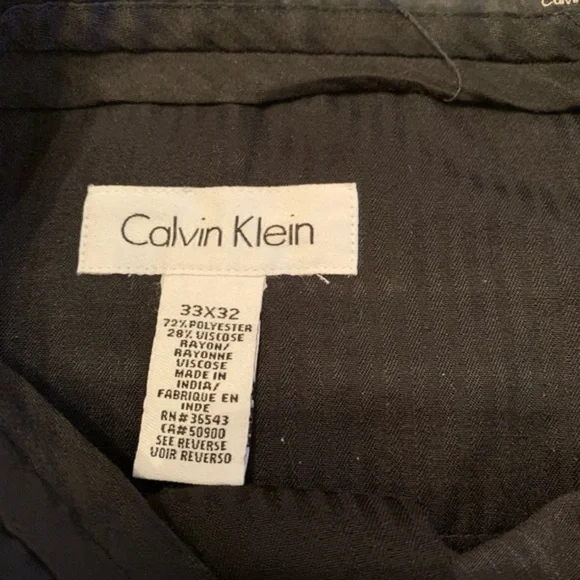 Calvin Klein
33X32
72% POLYESTER
28% VISCOSE
RAYON/
RAYONNE
VISCOSE
MADE IN
INDIA/
FABRIQUE EN
INDE
RN# 36543
CA# 50900
SEE REVERSE
VOIR REVERSO